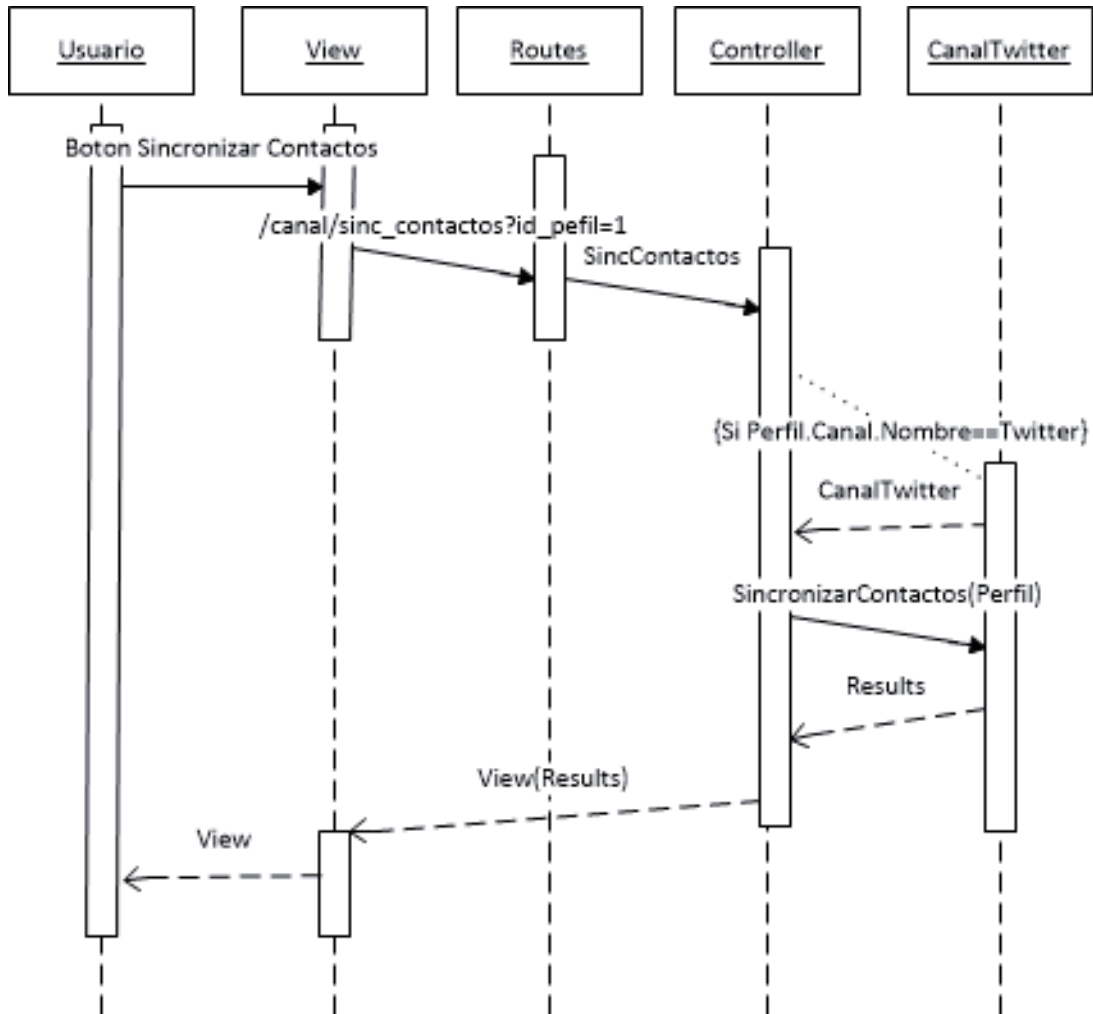 Usuario
View
Routes
Controller
CanalTwitter
Boton Sincronizar Contactos
/canal/sinc_contactos?id_pefil=1
SincContactos
{Si Perfil.Canal.Nombre==Twitter}
CanalTwitter
SincronizarContactos(Perfil)
Results
View(Results)
View